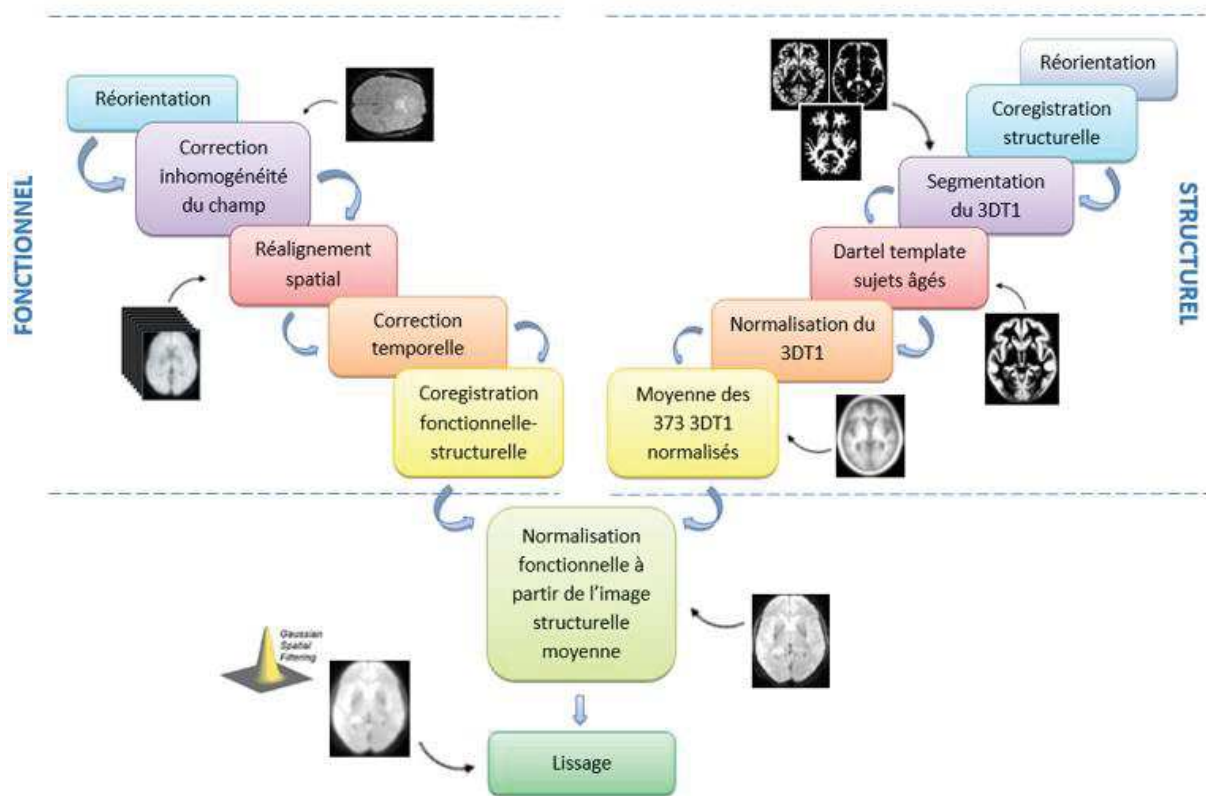 FONCTIONNEL
Réorientation
Correction
inhomogénéité
du champ
Réalignement
spatial
Correction
temporelle
Coregistration
fonctionnelle-
structurelle
STRUCTUREL
Réorientation
Coregistration
structurelle
Segmentation
du 3DT1
Dartel template
sujets âgés
Normalisation du
3DT1
Moyenne des
373 3DT1
normalisés
Normalisation
fonctionnelle à
partir de l'image
structurelle
moyenne
Gaussian
Spatial
Filtering
Lissage